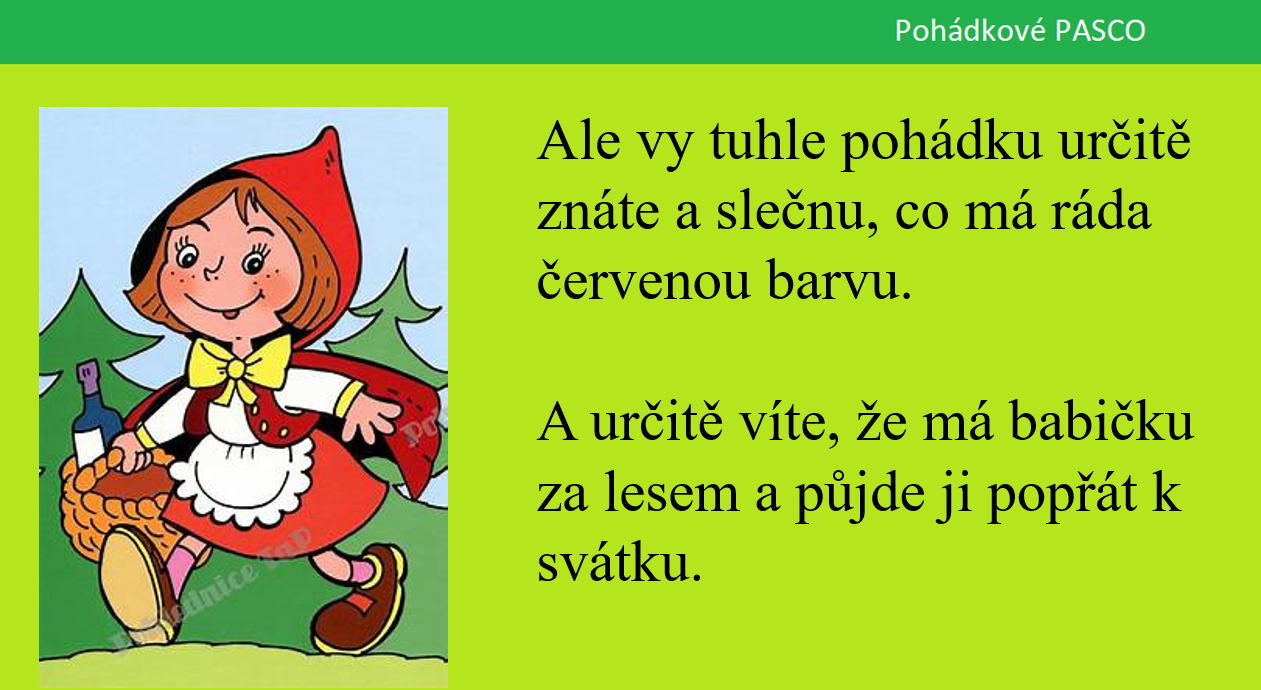 Pohádkové PASCO
Ale vy tuhle pohádku určitě
znáte a slečnu, co má ráda
červenou barvu.
A určitě víte, že má babičku
za lesem a půjde ji popřát k
svátku.